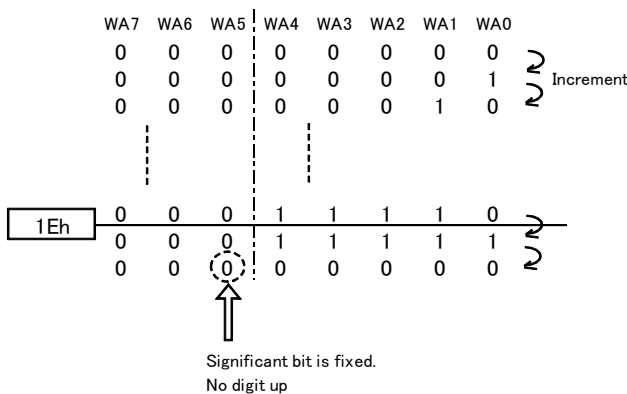 WA7 WA6 WA5 WA4 WA3 WA2 WA1 WA0
0 0 0 0 0 0 0 0
0 0 0 0 0 0 0 1 Increment
0 0 0 0 0 0 1 0
1Eh 0 0 0 1 1 1 1 0
0 0 0 1 1 1 1 1
0 0 0 0 0 0 0 0
Significant bit is fixed.
No digit up